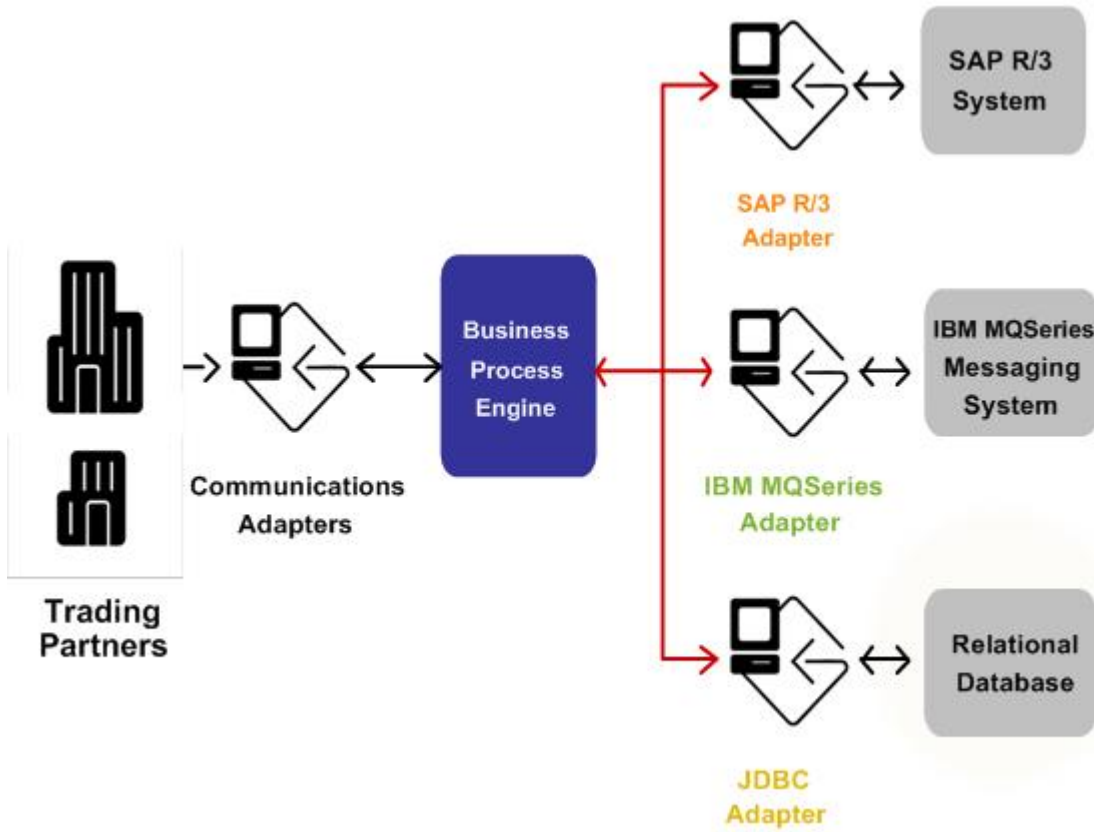 SAP R/3
System
SAP R/3
Adapter
Business
Process
Engine
IBM MQSeries
Messaging
System
Communications
Adapters
IBM MQSeries
Adapter
Trading
Partners
Relational
Database
JDBC
Adapter